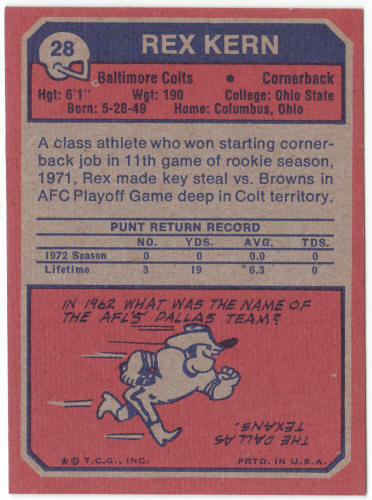 28
REX KERN
Baltimore Colts • Cornerback
Hgt: 6'1" Wgt: 190 College: Ohio State
Born: 5-28-49 Home: Columbus, Ohio
A class athlete who won starting corner-
back job in 11th game of rookie season,
1971, Rex made key steal vs. Browns in
AFC Playoff Game deep in Colt territory.
PUNT RETURN RECORD
NO. YDS. AVG. TDS.
1972 Season 0 0 0.0 0
Lifetime 3 19 6.3 0
IN 1962 WHAT WAS THE NAME OF
THE AFL'S DALLAS TEAM?
THE DALLAS
TEXANS.
* © T.C.G., INC. PRTD. IN U.S.A.